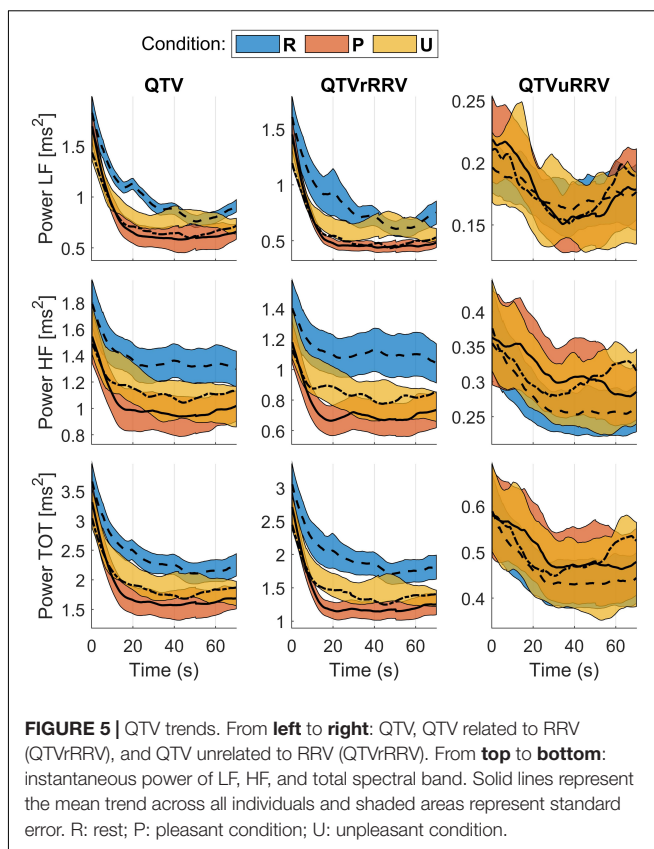 Condition: R P U
QTV QTVrRRV QTVuRRV
Power LF [ms²]
1.5
1
0.5
1.5
1
0.5
0.25
0.2
0.15
Power HF [ms²]
1.8
1.6
1.4
1.2
1
0.8
1.4
1.2
1
0.8
0.6
0.4
0.35
0.3
0.25
Power TOT [ms²]
3.5
3
2.5
2
1.5
3
2.5
2
1.5
1
0.6
0.5
0.4
0 20 40 60
0 20 40 60
0 20 40 60
Time (s) Time (s) Time (s)
FIGURE 5 | QTV trends. From left to right: QTV, QTV related to RRV
(QTVrRRV), and QTV unrelated to RRV (QTVrRRV). From top to bottom:
instantaneous power of LF, HF, and total spectral band. Solid lines represent
the mean trend across all individuals and shaded areas represent standard
error. R: rest; P: pleasant condition; U: unpleasant condition.